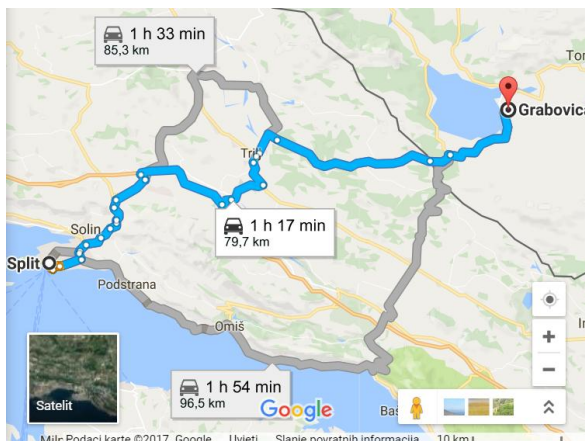 1 h 33 min
85,3 km
Tom
Grabovica
Trilj
1 h 17 min
79,7 km
Solin
Split
Podstrana
Omiš
1 h 54 min
96,5 km
Google
Satelit
Podaci karte ©2017 Google Uvjeti Slanje povratnih informacija 10 km